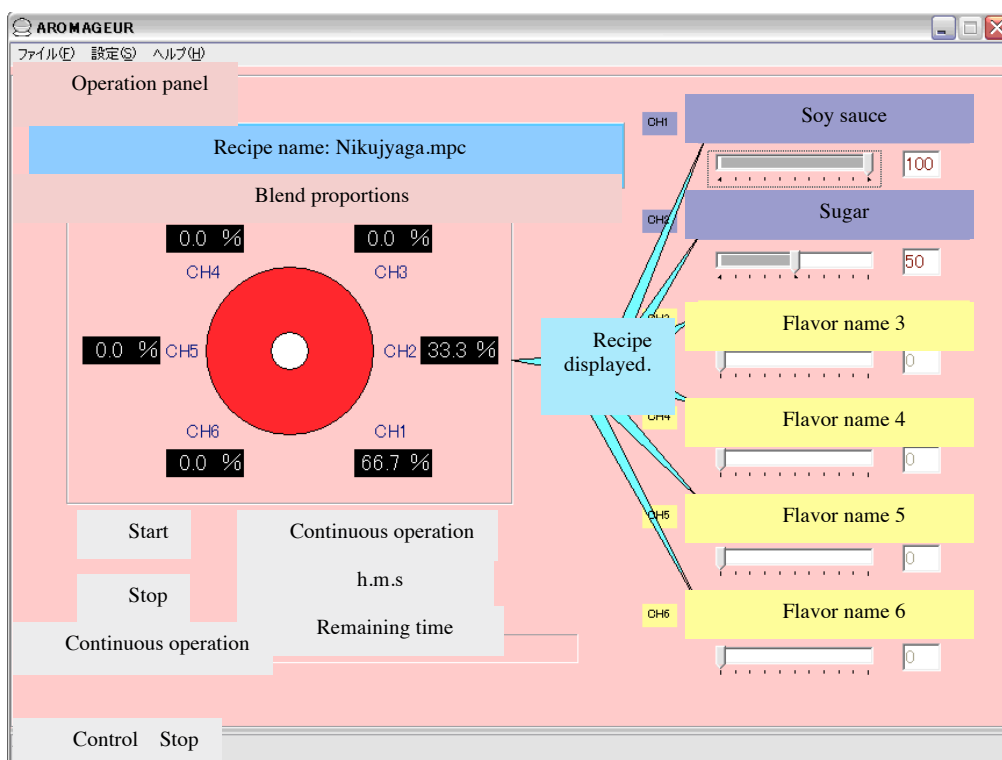 AROMAGEUR
ファイル(F) 設定(S) ヘルプ(H)
Operation panel
Recipe name: Nikujyaga.mpc
Blend proportions
0.0 % 0.0 %
CH4 CH3
0.0 % CH5 CH2 33.3 %
CH6 CH1
0.0 % 66.7 %
Start Continuous operation
h.m.s
Stop
Remaining time
Continuous operation
Control Stop
Recipe
displayed.
CH1 Soy sauce
100
CH2 Sugar
50
CH3 Flavor name 3
0
CH4 Flavor name 4
0
CH5 Flavor name 5
0
CH6 Flavor name 6
0